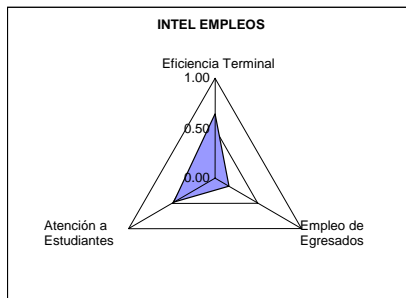 INTEL EMPLEOS
Eficiencia Terminal
1.00
0.50
0.00
Atención a
Estudiantes
Empleo de
Egresados